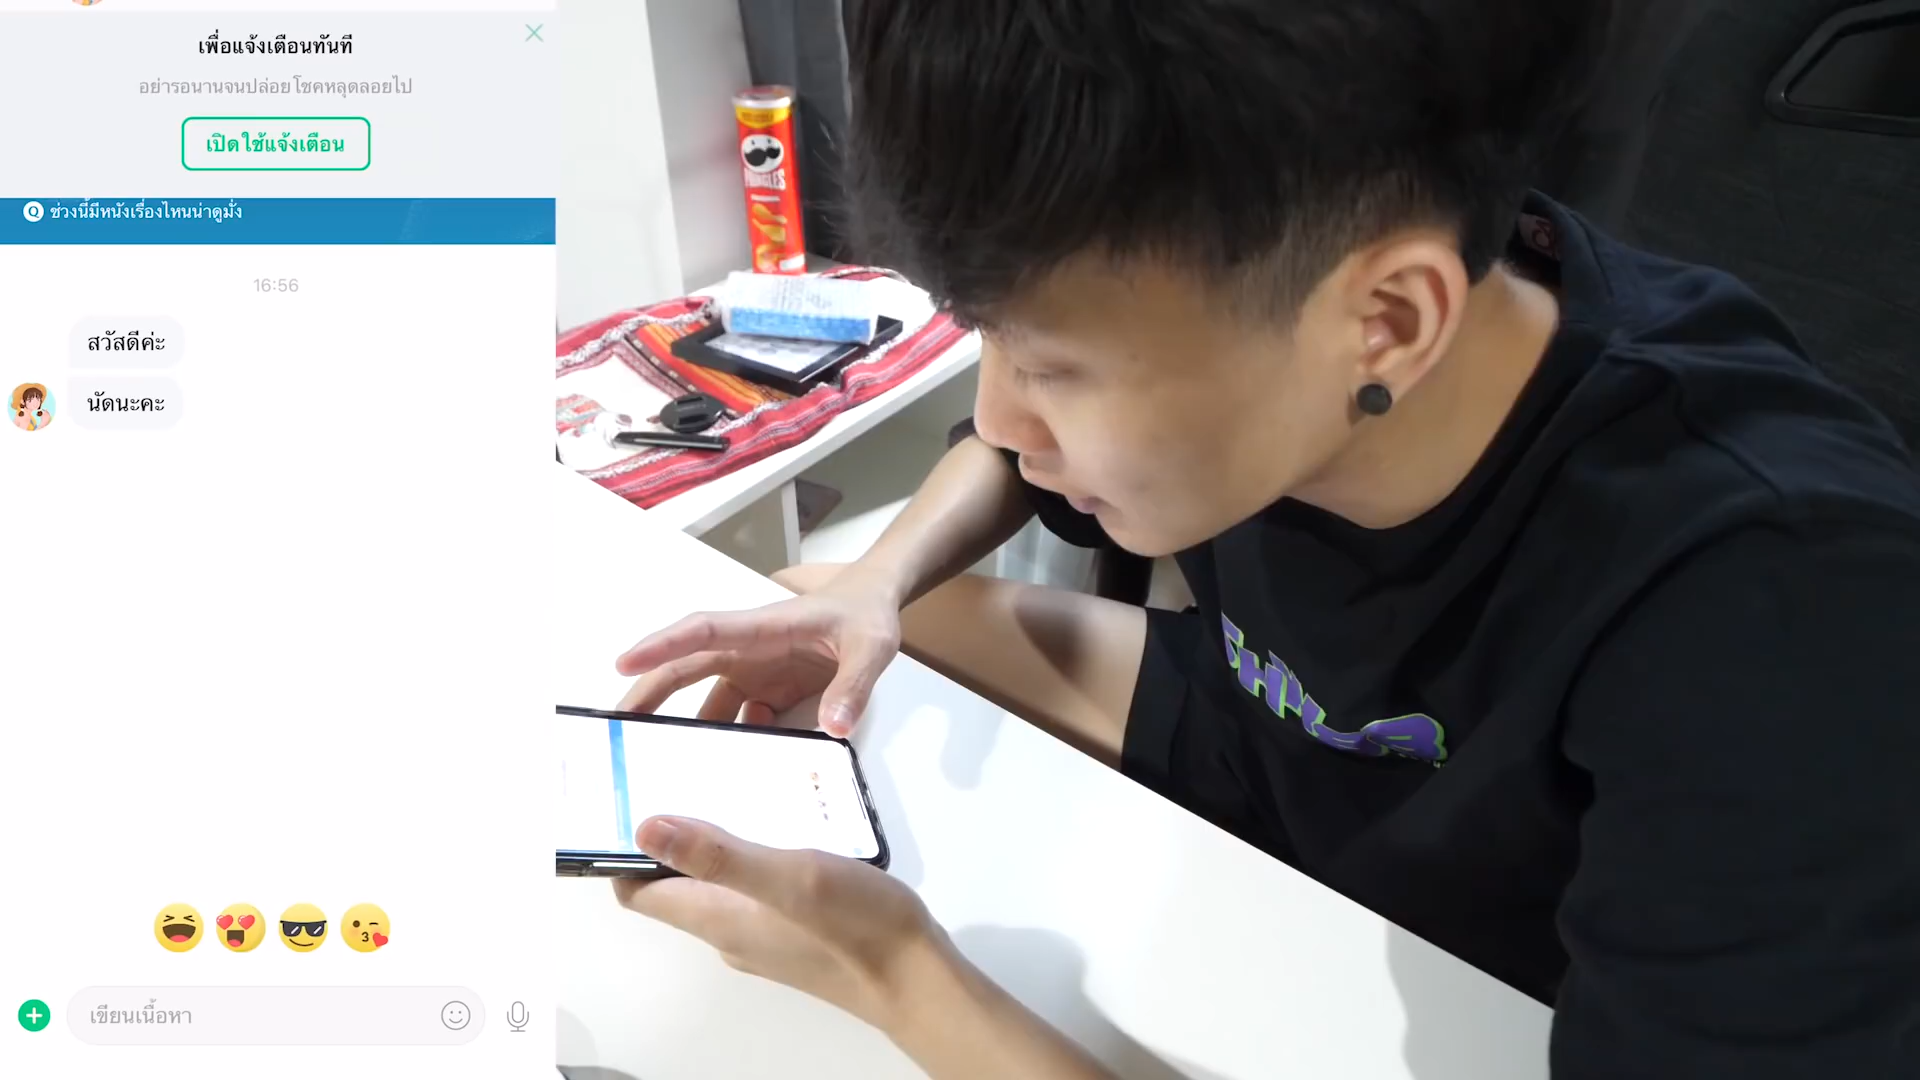 เพื่อแจ้งเตือนทันที
อย่ารอนานจนปล่อยโชคหลุดลอยไป
เปิดใช้แจ้งเตือน
Q ช่วงนี้มีหนังเรื่องไหนน่าดูมั่ง
16:56
สวัสดีค่ะ
นัดนะคะ
เขียนเนื้อหา
PRINGLES